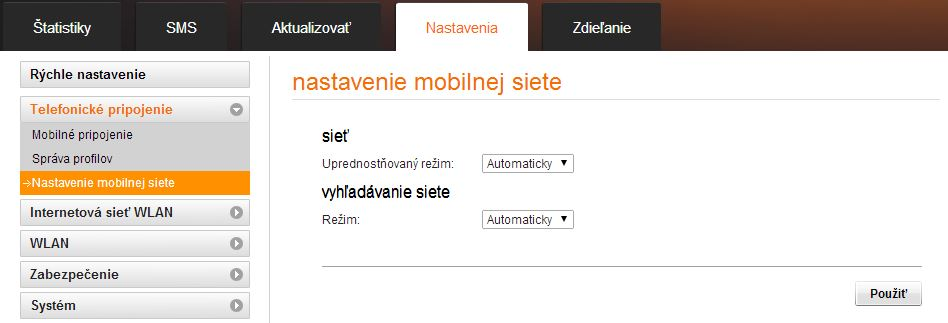 Štatistiky SMS Aktualizovať Nastavenia Zdieľanie
Rýchle nastavenie
Telefonické pripojenie
Mobilné pripojenie
Správa profilov
Nastavenie mobilnej siete
Internetová sieť WLAN
WLAN
Zabezpečenie
Systém
nastavenie mobilnej siete
sieť
Uprednostňovaný režim: Automaticky
vyhľadávanie siete
Režim: Automaticky
Použiť